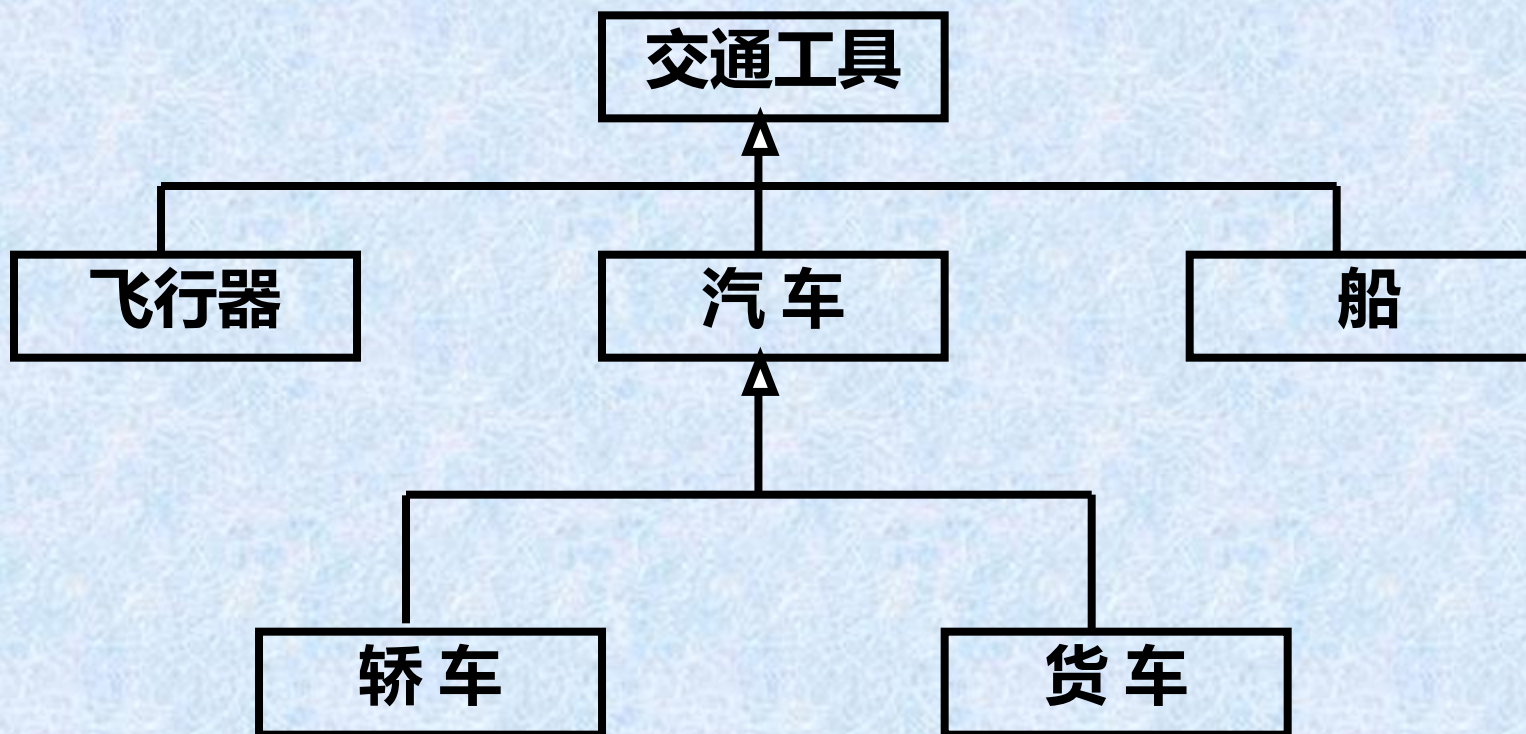 交通工具
飞行器
汽 车
船
轿 车
货 车